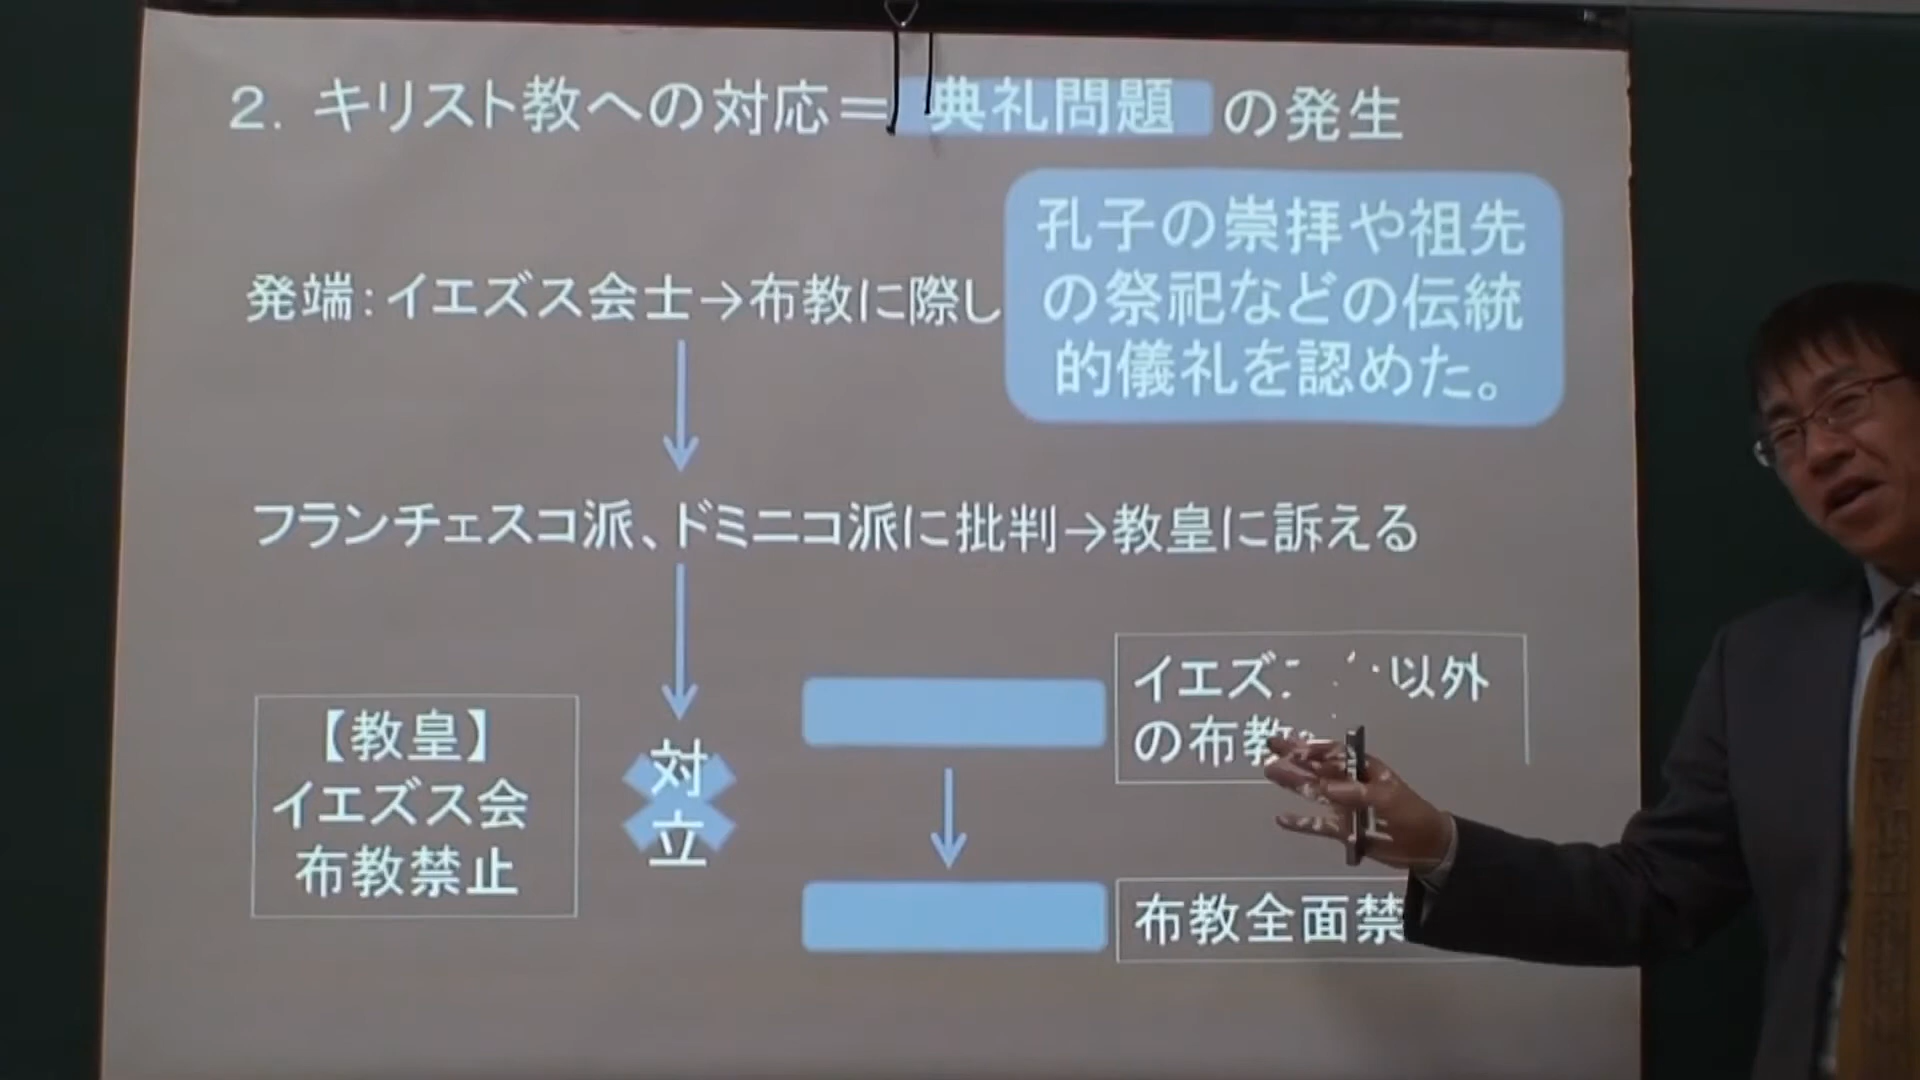 2．キリスト教への対応＝典礼問題の発生
孔子の崇拝や祖先
の祭祀などの伝統
的儀礼を認めた。
発端：イエズス会士→布教に際し
フランチェスコ派、ドミニコ派に批判→教皇に訴える
【教皇】
イエズス会
布教禁止
対
立
イエズ 以外
の布教
止
布教全面禁